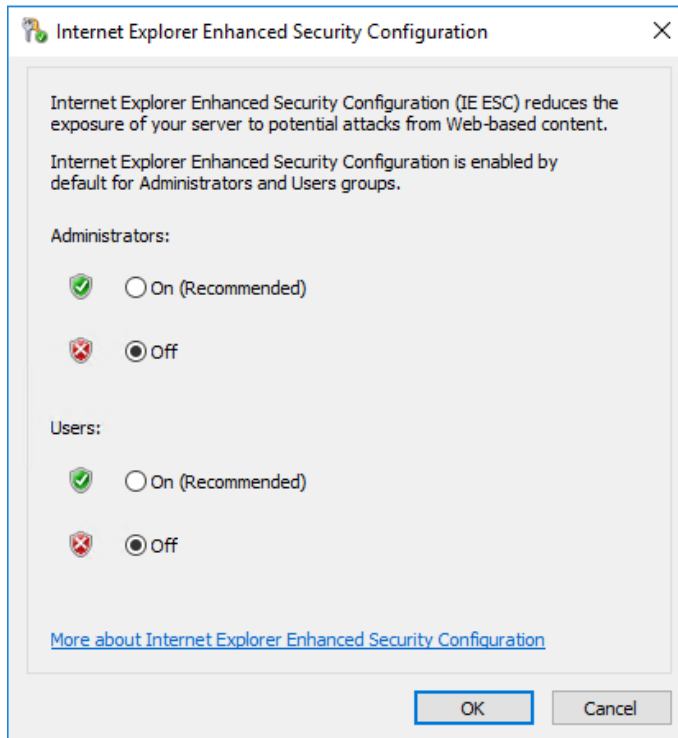 Internet Explorer Enhanced Security Configuration
Internet Explorer Enhanced Security Configuration (IE ESC) reduces the
exposure of your server to potential attacks from Web-based content.
Internet Explorer Enhanced Security Configuration is enabled by
default for Administrators and Users groups.
Administrators:
On (Recommended)
Off
Users:
On (Recommended)
Off
More about Internet Explorer Enhanced Security Configuration
OK
Cancel